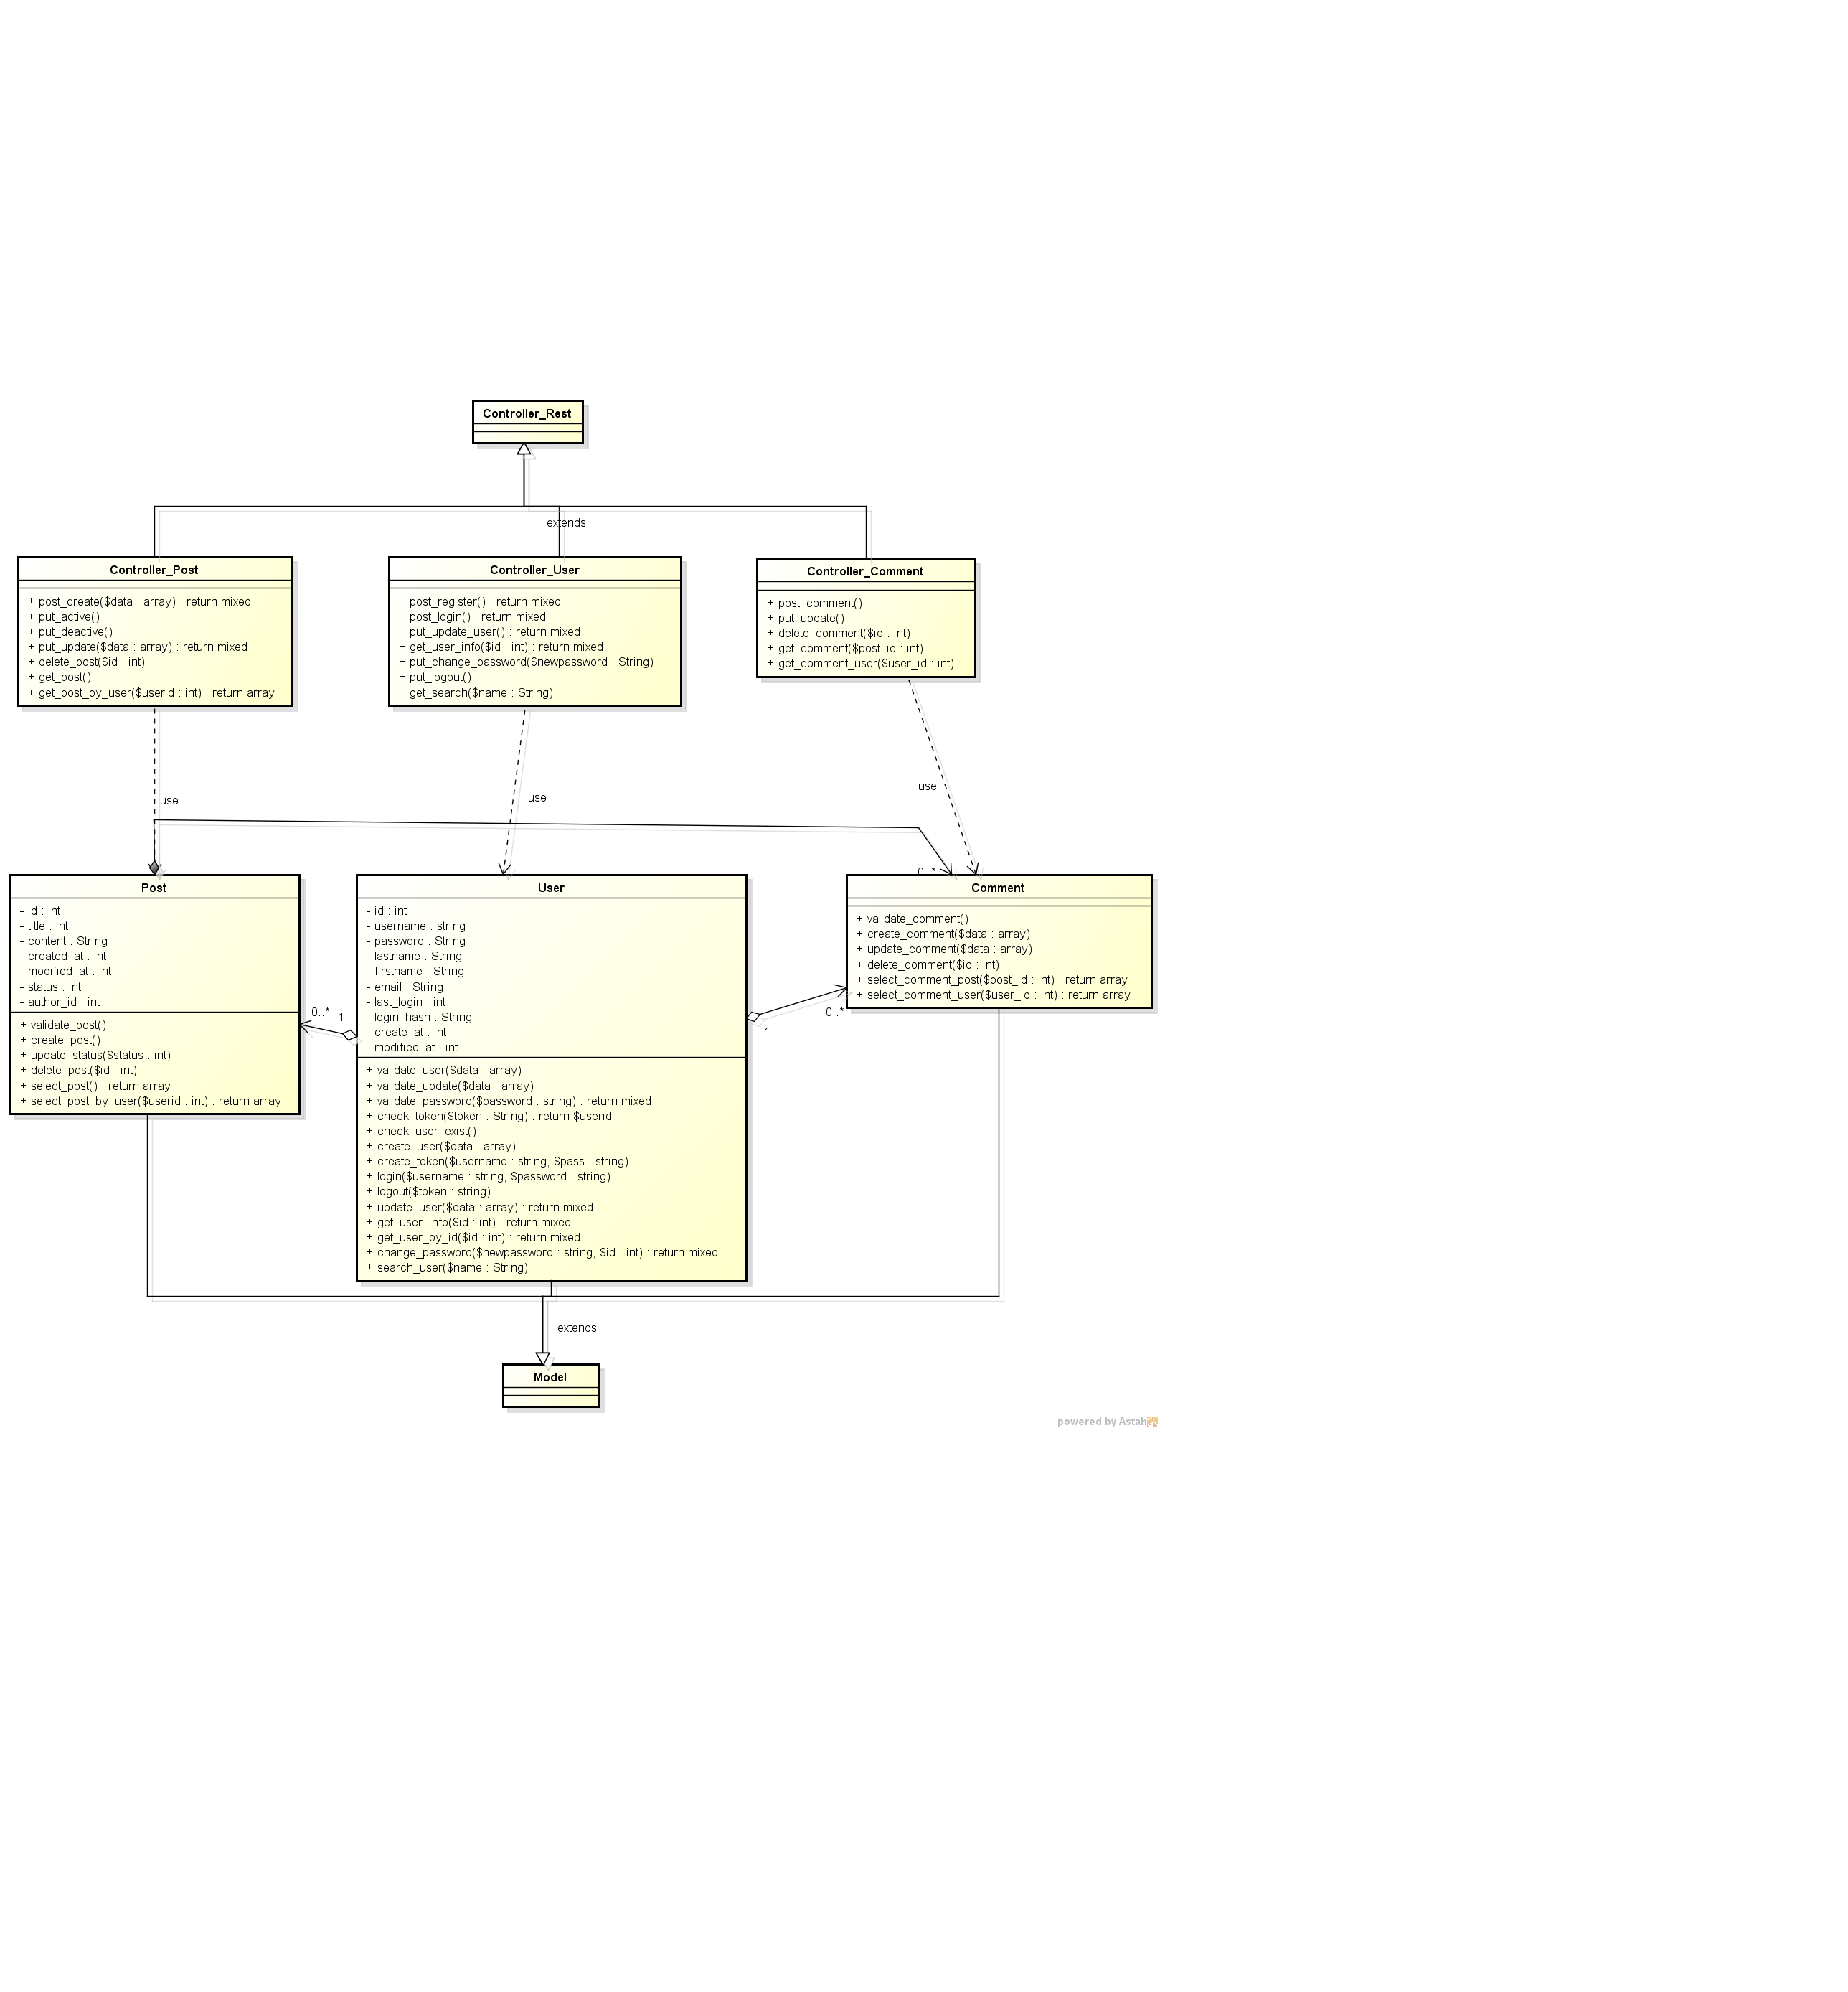 Controller_Rest
extends
Controller_Post
+ post_create($data : array) : return mixed
+ put_active()
+ put_deactive()
+ put_update($data : array) : return mixed
+ delete_post($id : int)
+ get_post()
+ get_post_by_user($userid : int) : return array
Controller_User
+ post_register() : return mixed
+ post_login() : return mixed
+ put_update_user() : return mixed
+ get_user_info($id : int) : return mixed
+ put_change_password($newpassword : String)
+ put_logout()
+ get_search($name : String)
Controller_Comment
+ post_comment()
+ put_update()
+ delete_comment($id : int)
+ get_comment($post_id : int)
+ get_comment_user($user_id : int)
use
use
use
0..*
Post
- id : int
- title : int
- content : String
- created_at : int
- modified_at : int
- status : int
- author_id : int
+ validate_post()
+ create_post()
+ update_status($status : int)
+ delete_post($id : int)
+ select_post() : return array
+ select_post_by_user($userid : int) : return array
0..*
1
User
- id : int
- username : string
- password : String
- lastname : String
- firstname : String
- email : String
- last_login : int
- login_hash : String
- create_at : int
- modified_at : int
+ validate_user($data : array)
+ validate_update($data : array)
+ validate_password($password : string) : return mixed
+ check_token($token : String) : return $userid
+ check_user_exist()
+ create_user($data : array)
+ create_token($username : string, $pass : string)
+ login($username : string, $password : string)
+ logout($token : string)
+ update_user($data : array) : return mixed
+ get_user_info($id : int) : return mixed
+ get_user_by_id($id : int) : return mixed
+ change_password($newpassword : string, $id : int) : return mixed
+ search_user($name : String)
Comment
+ validate_comment()
+ create_comment($data : array)
+ update_comment($data : array)
+ delete_comment($id : int)
+ select_comment_post($post_id : int) : return array
+ select_comment_user($user_id : int) : return array
0..*
1
extends
Model
powered by Astah